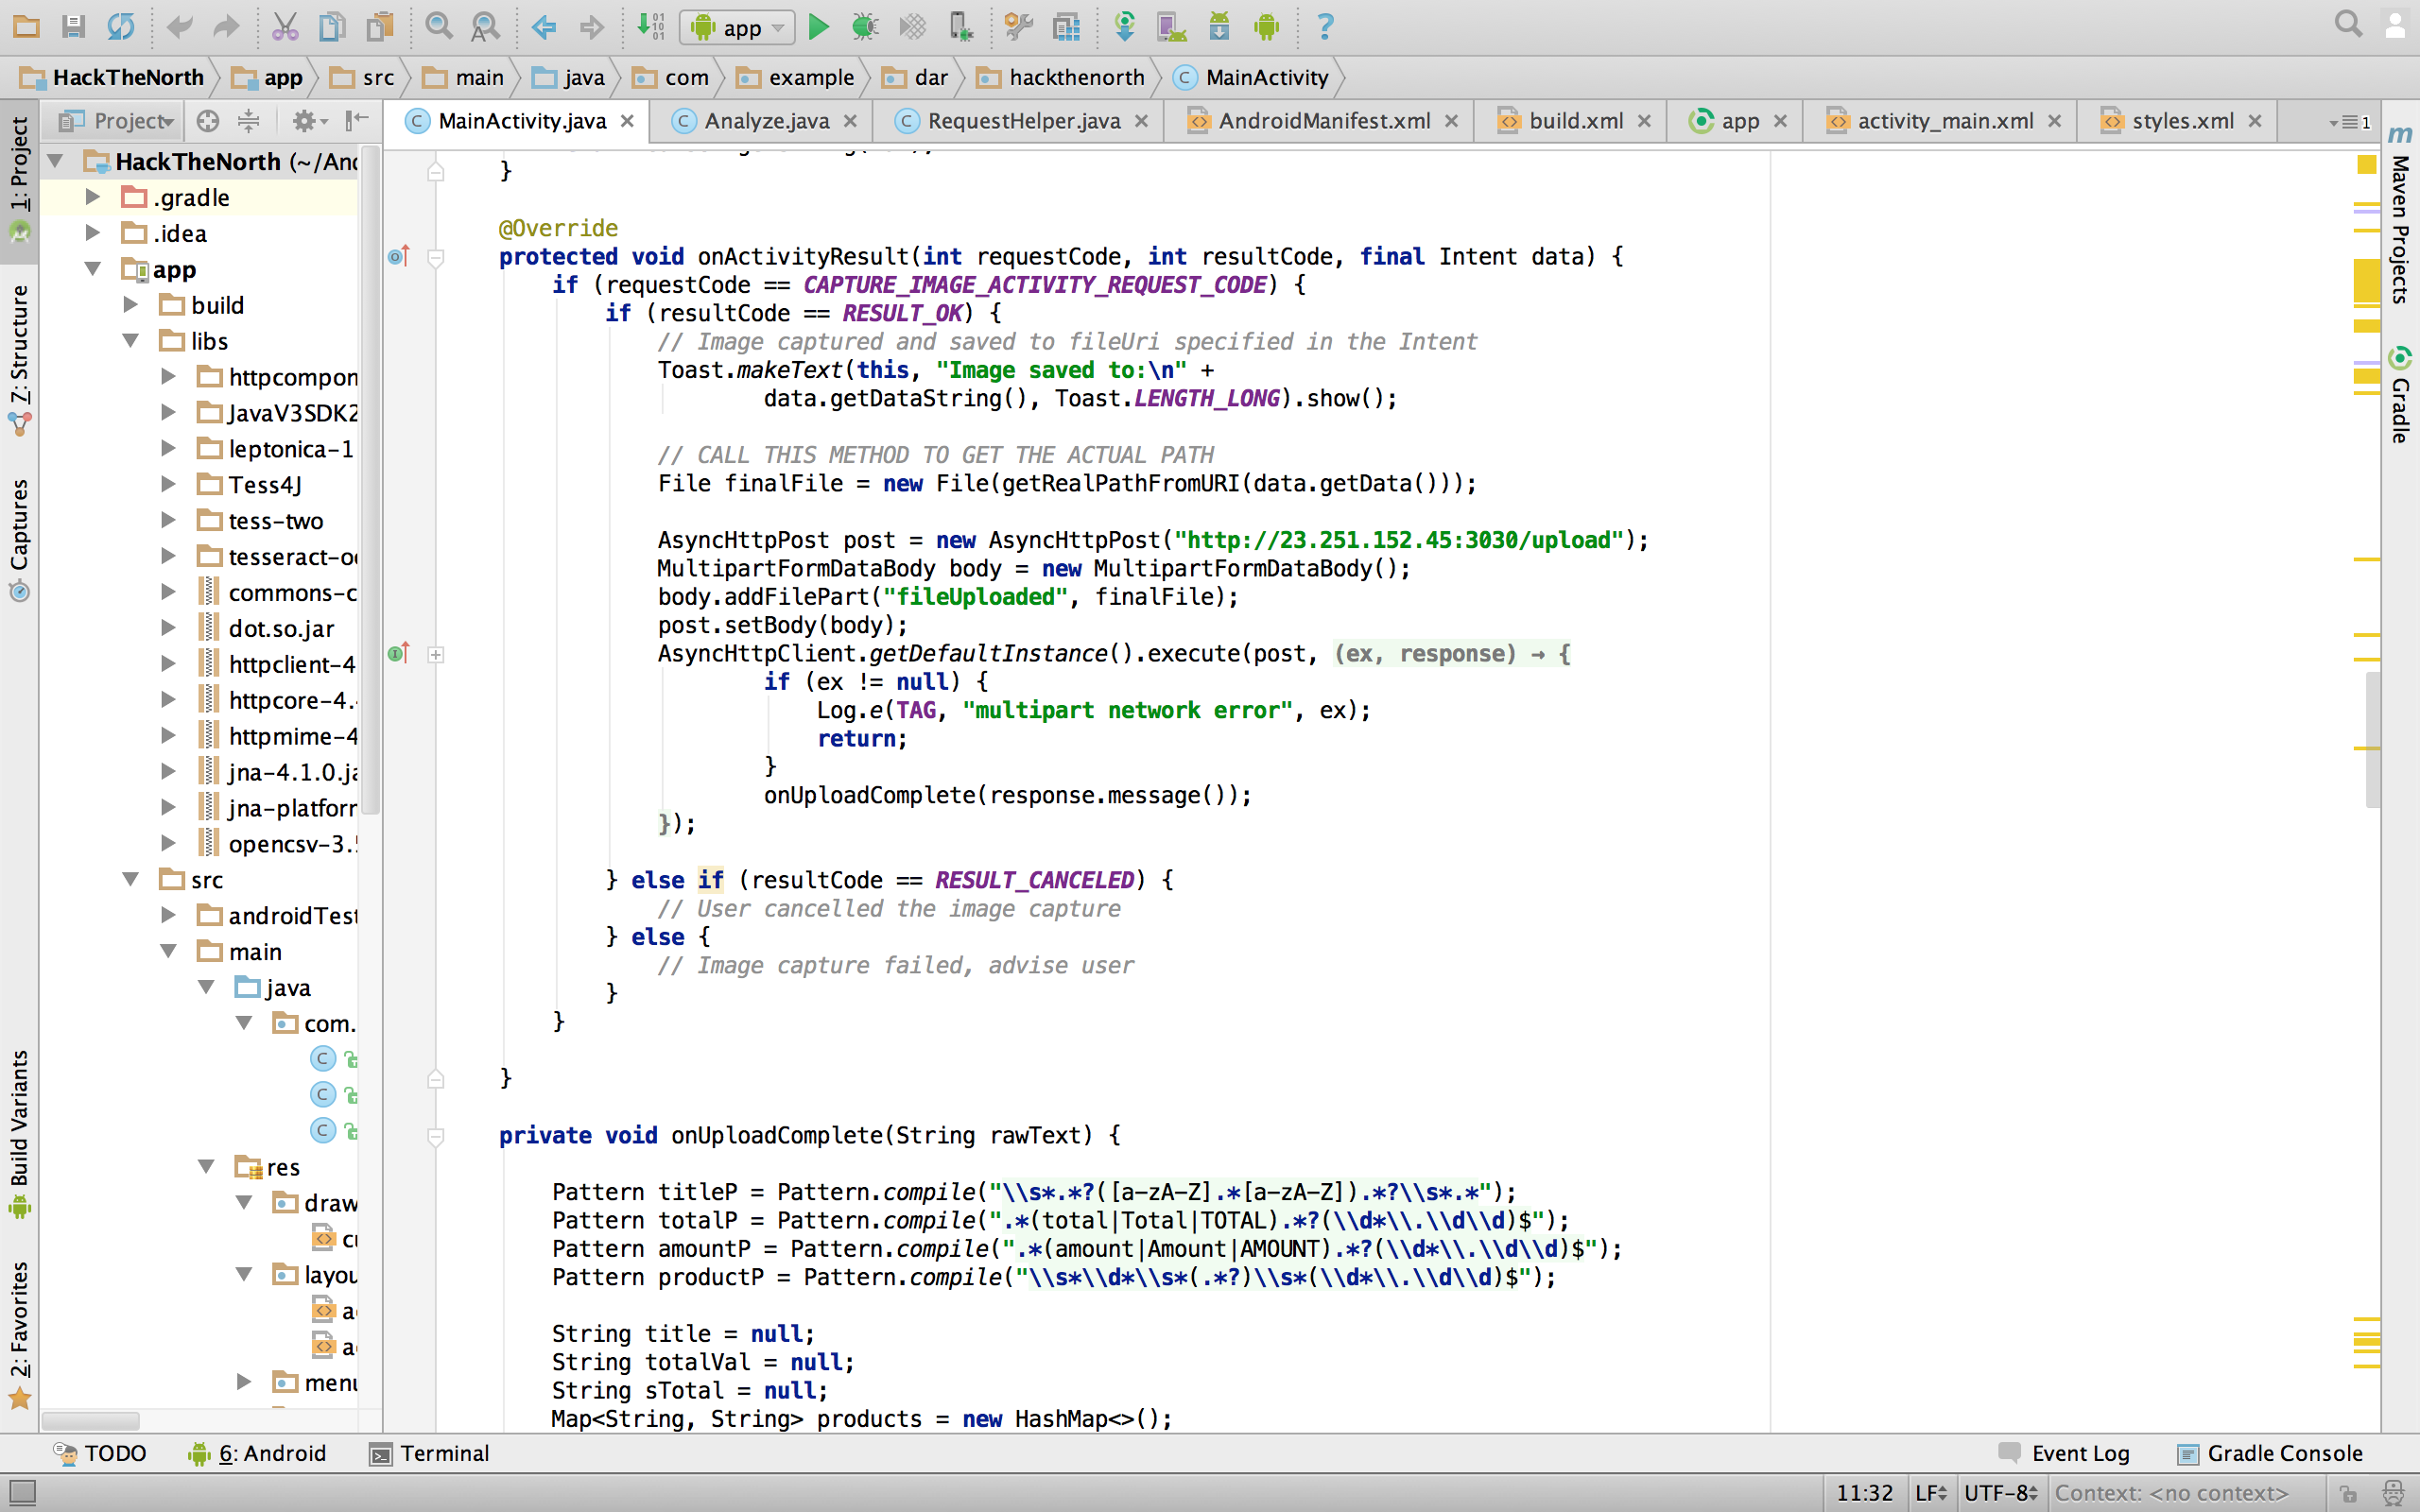 app
HackTheNorth app src main java com example dar hackthenorth MainActivity
Project
MainActivity.java Analyze.java RequestHelper.java AndroidManifest.xml build.xml app activity_main.xml styles.xml 1
1: Project
Z: Structure
Captures
Build Variants
2: Favorites
HackTheNorth (~/Anc
.gradle
.idea
app
build
libs
httpcompon
JavaV3SDK2
leptonica-1
Tess4J
tess-two
tesseract-o
commons-c
dot.so.jar
httpclient-4
httpcore-4.
httpmime-4
jna-4.1.0.ja
jna-platforr
opencsv-3.
src
androidTest
main
java
com.
res
draw
layou
menu
}
@Override
protected void onActivityResult(int requestCode, int resultCode, final Intent data) {
if (requestCode == CAPTURE_IMAGE_ACTIVITY_REQUEST_CODE) {
if (resultCode == RESULT_OK) {
// Image captured and saved to fileUri specified in the Intent
Toast.makeText(this, "Image saved to:\n" +
data.getDataString(), Toast.LENGTH_LONG).show();
// CALL THIS METHOD TO GET THE ACTUAL PATH
File finalFile = new File(getRealPathFromURI(data.getData()));
AsyncHttpPost post = new AsyncHttpPost("http://23.251.152.45:3030/upload");
MultipartFormDataBody body = new MultipartFormDataBody();
body.addFilePart("fileUploaded", finalFile);
post.setBody(body);
AsyncHttpClient.getDefaultInstance().execute(post, (ex, response) → {
if (ex != null) {
Log.e(TAG, "multipart network error", ex);
return;
}
onUploadComplete(response.message());
});
} else if (resultCode == RESULT_CANCELED) {
// User cancelled the image capture
} else {
// Image capture failed, advise user
}
}
}
private void onUploadComplete(String rawText) {
Pattern titleP = Pattern.compile("\\s*.*?([a-zA-Z].*[a-zA-Z]).*?\\s*.*");
Pattern totalP = Pattern.compile(".*(total|Total|TOTAL).*?(\\d*\\.\\d\\d)$");
Pattern amountP = Pattern.compile(".*(amount|Amount|AMOUNT).*?(\\d*\\.\\d\\d)$");
Pattern productP = Pattern.compile("\\s*\\d*\\s*(.*?)\\s*(\\d*\\.\\d\\d)$");
String title = null;
String totalVal = null;
String sTotal = null;
Map<String, String> products = new HashMap<>();
Maven Projects
Gradle
TODO 6: Android Terminal Event Log Gradle Console
11:32 LF UTF-8 Context: <no context>